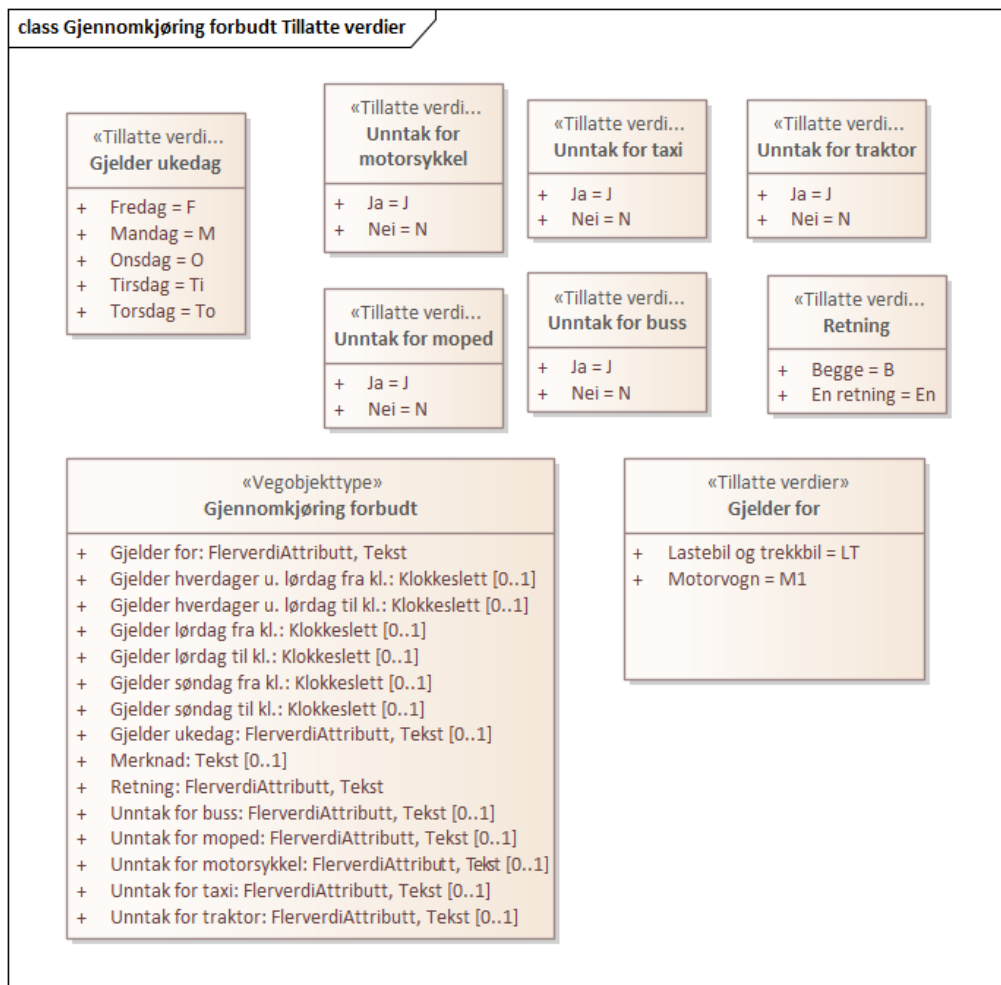 class Gjennomkjøring forbudt Tillatte verdier
«Tillatte verdi...
Gjelder ukedag
+ Fredag = F
+ Mandag = M
+ Onsdag = O
+ Tirsdag = Ti
+ Torsdag = To
«Tillatte verdi...
Unntak for
motorsykkel
+ Ja = J
+ Nei = N
«Tillatte verdi...
Unntak for taxi
+ Ja = J
+ Nei = N
«Tillatte verdi...
Unntak for traktor
+ Ja = J
+ Nei = N
«Tillatte verdi...
Unntak for moped
+ Ja = J
+ Nei = N
«Tillatte verdi...
Unntak for buss
+ Ja = J
+ Nei = N
«Tillatte verdi...
Retning
+ Begge = B
+ En retning = En
«Vegobjekttype»
Gjennomkjøring forbudt
+ Gjelder for: FlerverdiAttributt, Tekst
+ Gjelder hverdager u. lørdag fra kl.: Klokkeslett [0..1]
+ Gjelder hverdager u. lørdag til kl.: Klokkeslett [0..1]
+ Gjelder lørdag fra kl.: Klokkeslett [0..1]
+ Gjelder lørdag til kl.: Klokkeslett [0..1]
+ Gjelder søndag fra kl.: Klokkeslett [0..1]
+ Gjelder søndag til kl.: Klokkeslett [0..1]
+ Gjelder ukedag: FlerverdiAttributt, Tekst [0..1]
+ Merknad: Tekst [0..1]
+ Retning: FlerverdiAttributt, Tekst
+ Unntak for buss: FlerverdiAttributt, Tekst [0..1]
+ Unntak for moped: FlerverdiAttributt, Tekst [0..1]
+ Unntak for motorsykkel: FlerverdiAttributt, Tekst [0..1]
+ Unntak for taxi: FlerverdiAttributt, Tekst [0..1]
+ Unntak for traktor: FlerverdiAttributt, Tekst [0..1]
«Tillatte verdier»
Gjelder for
+ Lastebil og trekkbil = LT
+ Motorvogn = M1